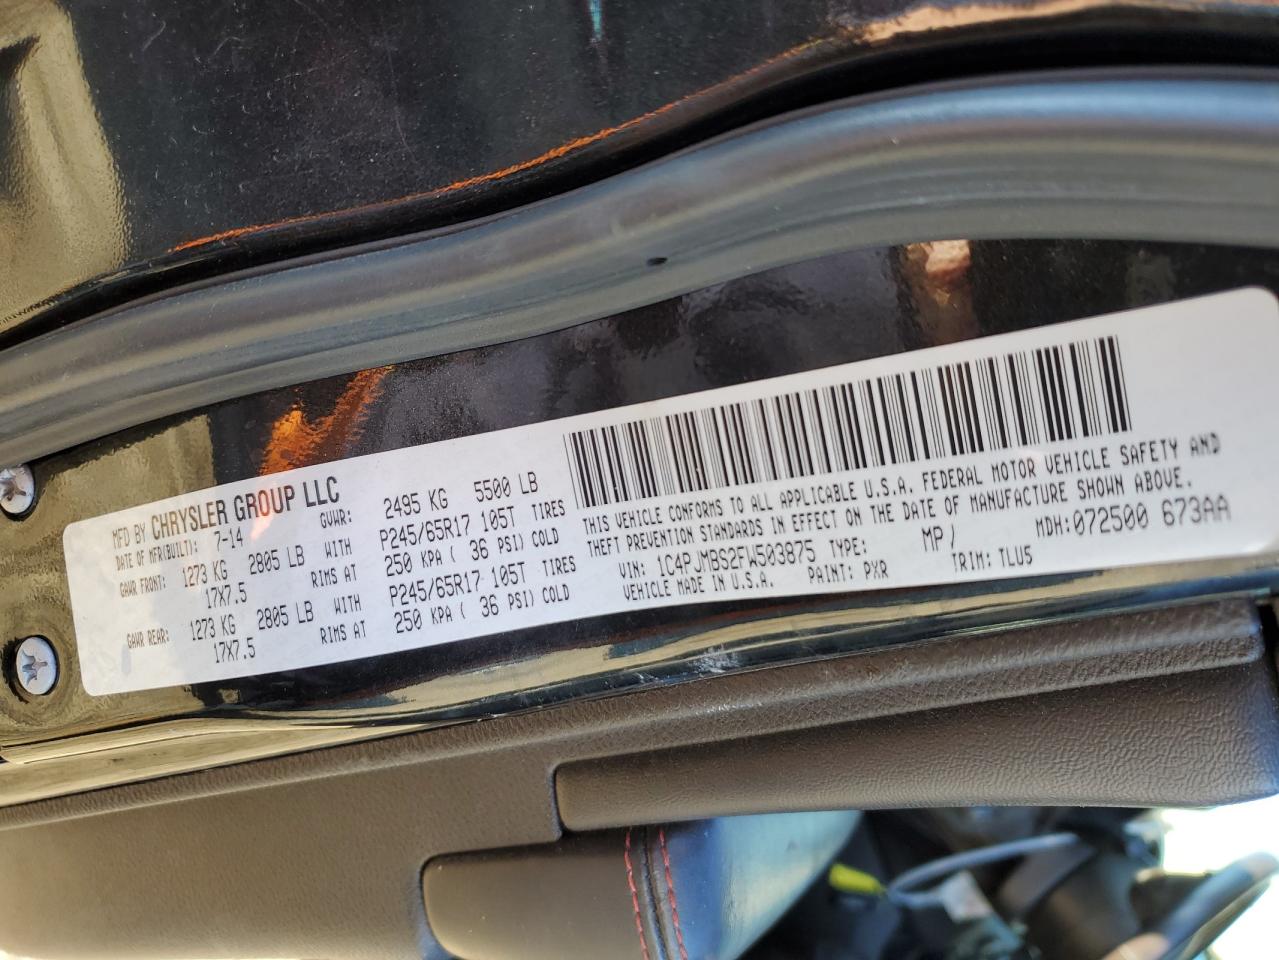 MFD BY CHRYSLER GROUP LLC
DATE OF MFR(BUILT): 7-14 GVWR: 2495 KG 5500 LB
GAWR FRONT: 1273 KG 2805 LB WITH P245/65R17 105T TIRES
17X7.5 RIMS AT 250 KPA ( 36 PSI) COLD
GAWR REAR: 1273 KG 2805 LB WITH P245/65R17 105T TIRES
17X7.5 RIMS AT 250 KPA ( 36 PSI) COLD
THIS VEHICLE CONFORMS TO ALL APPLICABLE U.S.A. FEDERAL MOTOR VEHICLE SAFETY AND
THEFT PREVENTION STANDARDS IN EFFECT ON THE DATE OF MANUFACTURE SHOWN ABOVE.
VIN: 1C4PJMBS2FW503875 TYPE: MP/ MDH:072500 673AA
VEHICLE MADE IN U.S.A. PAINT: PXR TRIM: TLU5